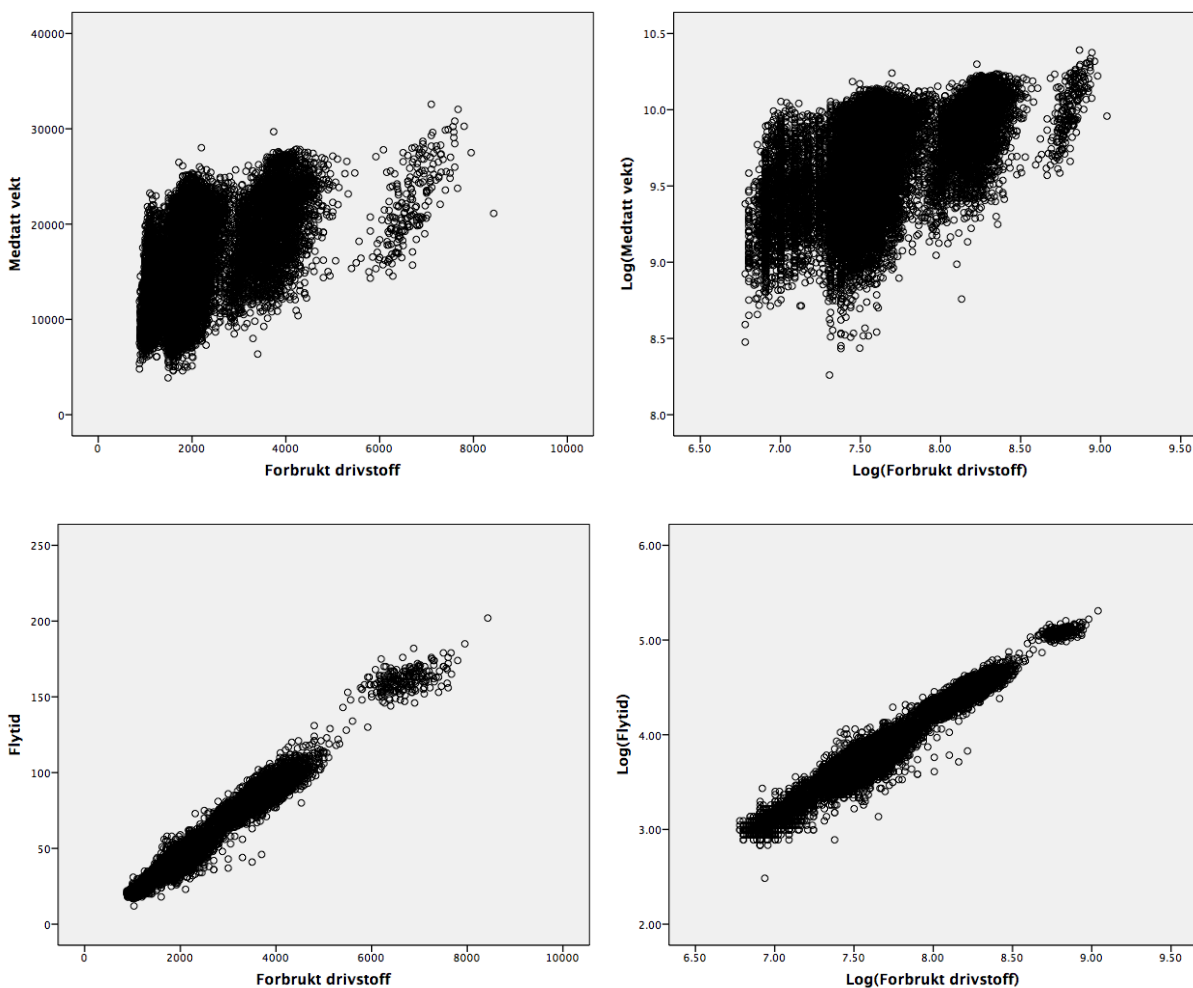 40000
30000
20000
10000
0
Medtatt vekt
0 2000 4000 6000 8000 10000
Forbrukt drivstoff
10.5
10.0
9.5
9.0
8.5
8.0
Log(Medtatt vekt)
6.50 7.00 7.50 8.00 8.50 9.00 9.50
Log(Forbrukt drivstoff)
250
200
150
100
50
0
Flytid
0 2000 4000 6000 8000 10000
Forbrukt drivstoff
6.00
5.00
4.00
3.00
2.00
Log(Flytid)
6.50 7.00 7.50 8.00 8.50 9.00 9.50
Log(Forbrukt drivstoff)